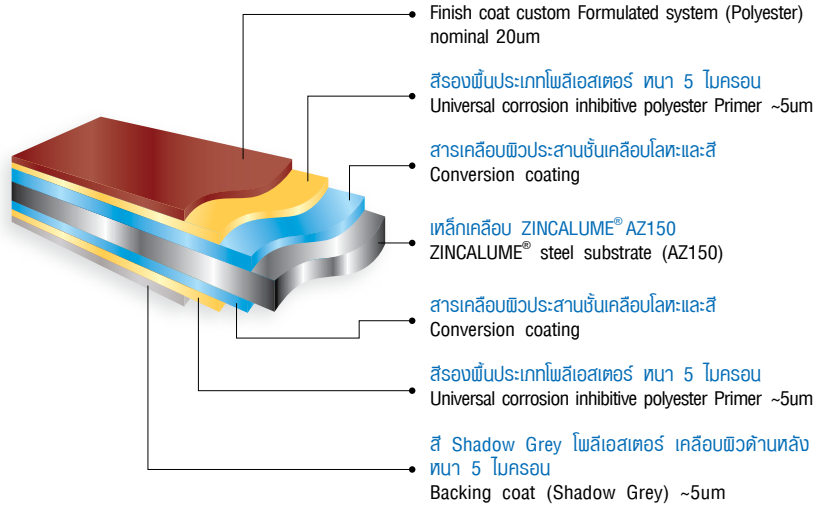 Finish coat custom Formulated system (Polyester)
nominal 20um
สีรองพื้นประเภทโพลีเอสเตอร์ หนา 5 ไมครอน
Universal corrosion inhibitive polyester Primer ~5um
สารเคลือบผิวประสานชั้นเคลือบโลหะและสี
Conversion coating
เหล็กเคลือบ ZINCALUME® AZ150
ZINCALUME® steel substrate (AZ150)
สารเคลือบผิวประสานชั้นเคลือบโลหะและสี
Conversion coating
สีรองพื้นประเภทโพลีเอสเตอร์ หนา 5 ไมครอน
Universal corrosion inhibitive polyester Primer ~5um
สี Shadow Grey โพลีเอสเตอร์ เคลือบผิวด้านหลัง
หนา 5 ไมครอน
Backing coat (Shadow Grey) ~5um